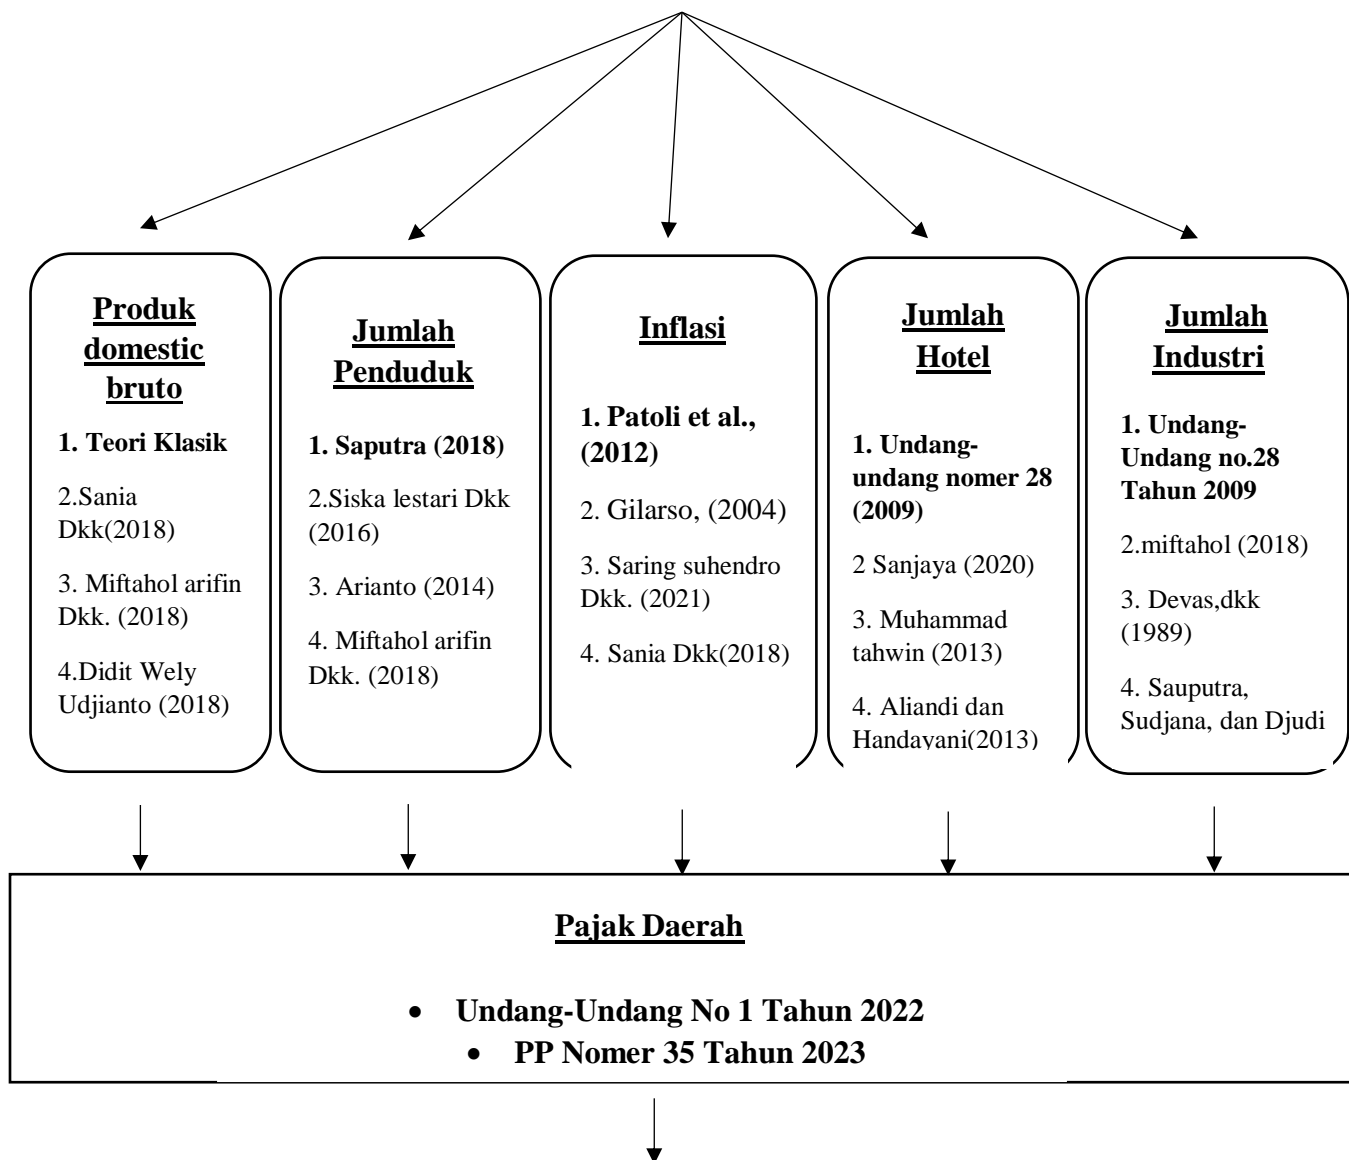 Produk
domestic
bruto
1. Teori Klasik
2.Sania
Dkk(2018)
3. Miftahol arifin
Dkk. (2018)
4.Didit Wely
Udjianto (2018)
Jumlah
Penduduk
1. Saputra (2018)
2.Siska lestari Dkk
(2016)
3. Arianto (2014)
4. Miftahol arifin
Dkk. (2018)
Inflasi
1. Patoli et al.,
(2012)
2. Gilarso, (2004)
3. Saring suhendro
Dkk. (2021)
4. Sania Dkk(2018)
Jumlah
Hotel
1. Undang-
undang nomer 28
(2009)
2 Sanjaya (2020)
3. Muhammad
tahwin (2013)
4. Aliandi dan
Handayani(2013)
Jumlah
Industri
1. Undang-
Undang no.28
Tahun 2009
2.miftahol (2018)
3. Devas,dkk
(1989)
4. Sauputra,
Sudjana, dan Djudi
Pajak Daerah
• Undang-Undang No 1 Tahun 2022
• PP Nomer 35 Tahun 2023